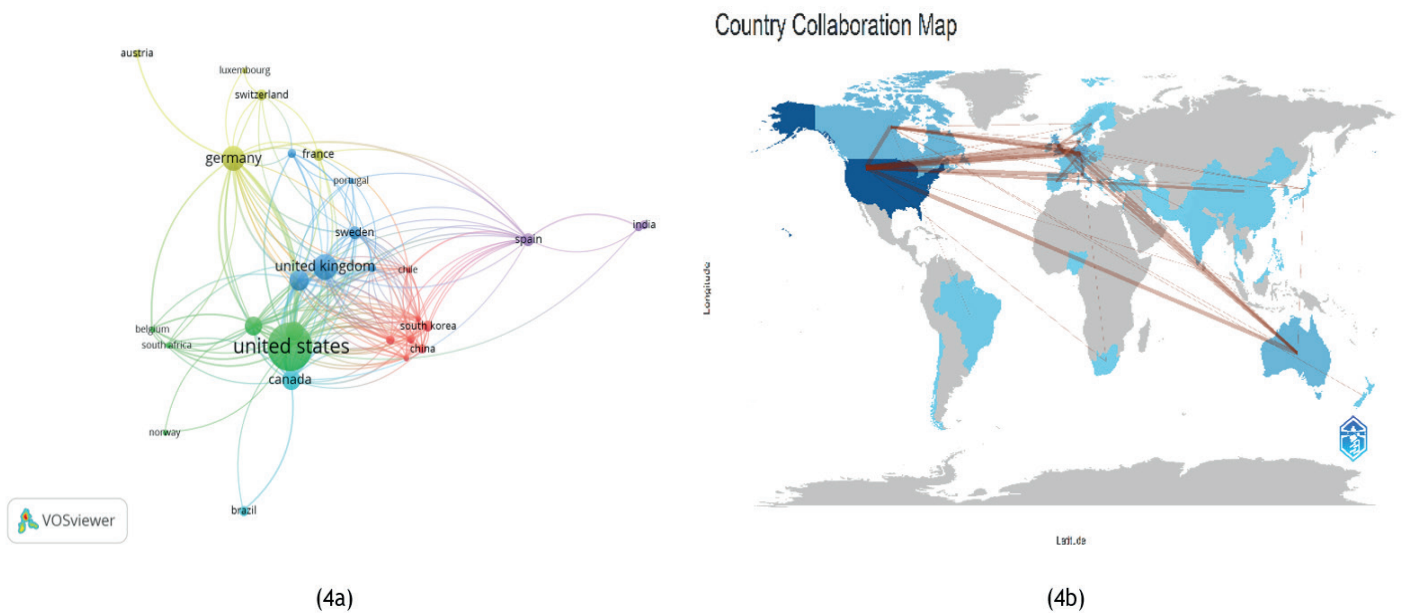 Country Collaboration Map
austria
luxembourg
switzerland
germany
france
portugal
sweden
spain
india
united kingdom
chile
south korea
belgium
south africa
united states
china
canada
norway
brazil
VOSviewer
Longitude
(4a)
(4b)